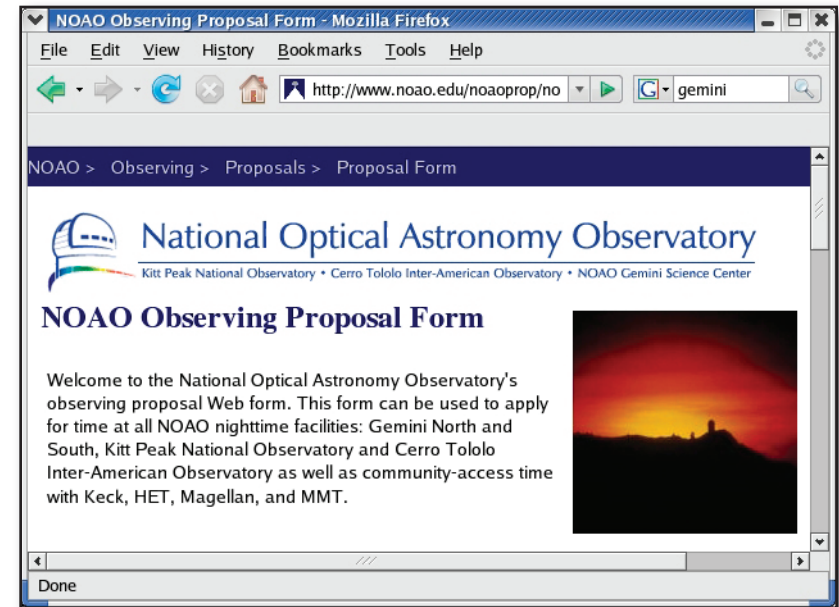 NOAO Observing Proposal Form - Mozilla Firefox
File Edit View History Bookmarks Tools Help
http://www.noao.edu/noaoprop/no G gemini
NOAO > Observing > Proposals > Proposal Form
National Optical Astronomy Observatory
Kitt Peak National Observatory • Cerro Tololo Inter-American Observatory • NOAO Gemini Science Center
NOAO Observing Proposal Form
Welcome to the National Optical Astronomy Observatory's
observing proposal Web form. This form can be used to apply
for time at all NOAO nighttime facilities: Gemini North and
South, Kitt Peak National Observatory and Cerro Tololo
Inter-American Observatory as well as community-access time
with Keck, HET, Magellan, and MMT.
Done